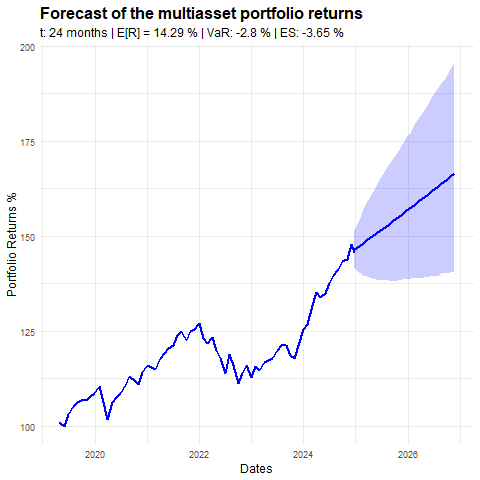 Forecast of the multiasset portfolio returns
t: 24 months | E[R] = 14.29 % | VaR: -2.8 % | ES: -3.65 %
Portfolio Returns %
200
175
150
125
100
2020
2022
2024
2026
Dates